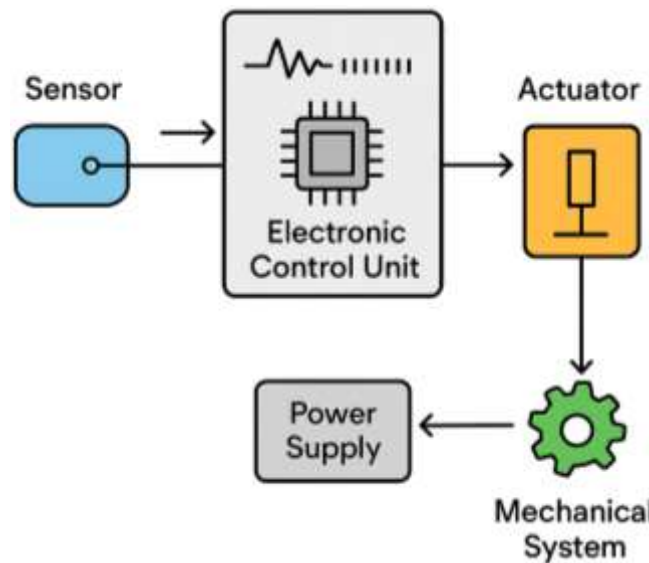 Sensor
Actuator
Electronic
Control Unit
Power
Supply
Mechanical
System